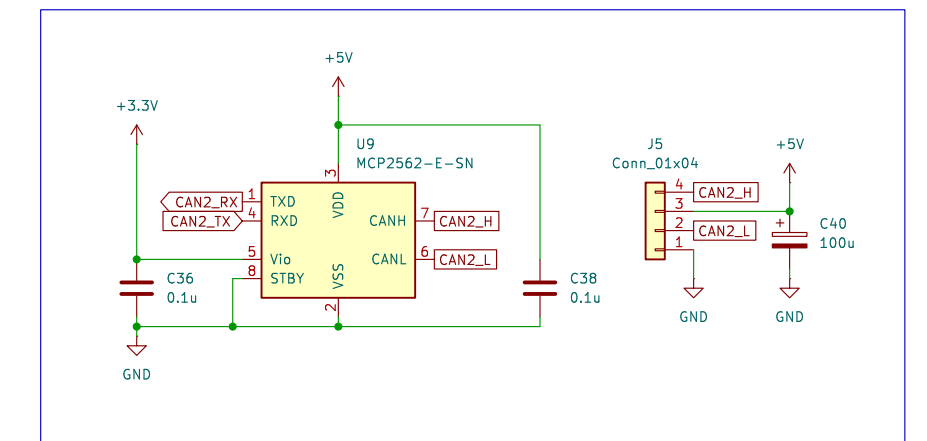 +5V
+3.3V
U9
MCP2562-E-SN
J5
Conn_01x04
+5V
3
VDD
CAN2_RX 1 TXD
CAN2_TX 4 RXD
CANH 7 CAN2_H
5 Vio
CANL 6 CAN2_L
8 STBY
VSS
2
4 CAN2_H
3
2 CAN2_L
1
+
C40
100u
C36
0.1u
C38
0.1u
GND
GND
GND